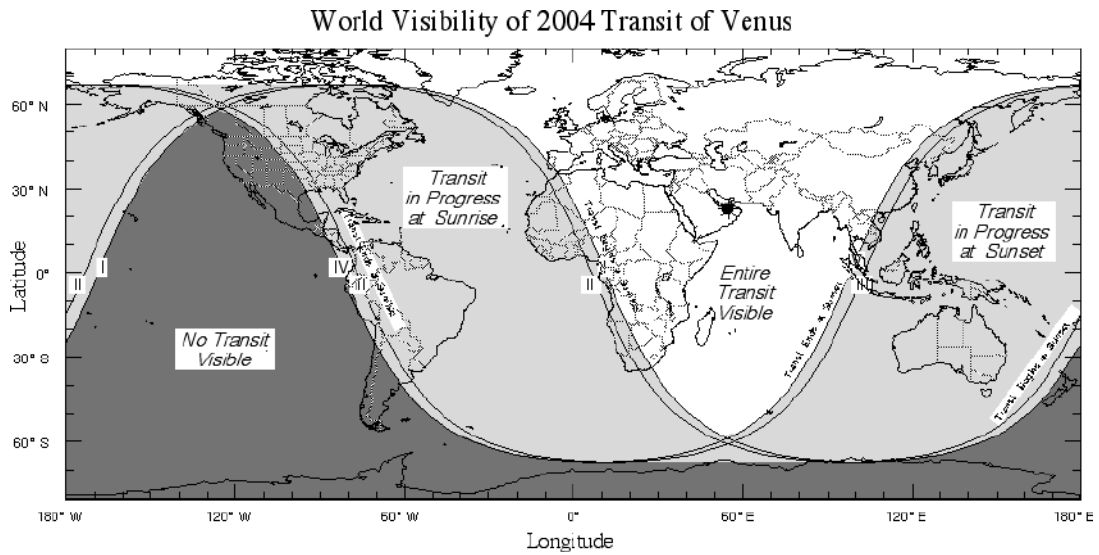 World Visibility of 2004 Transit of Venus
60° N
30° N
0°
30° S
60° S
Latitude
Transit
in Progress
at Sunrise
Transit
in Progress
at Sunset
Entire
Transit
Visible
No Transit
Visible
II
I
IV
III
II
Transit Ends at Sunset
Transit Begins at Sunset
180° W
120° W
60° W
0°
60° E
120° E
180° E
Longitude